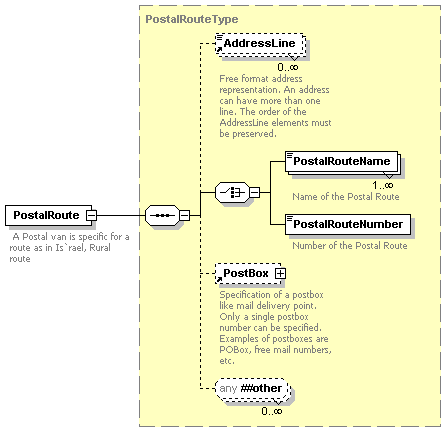 PostalRouteType
AddressLine
0..∞
Free format address
representation. An address
can have more than one
line. The order of the
AddressLine elements must
be preserved.
PostalRouteName
1..∞
Name of the Postal Route
PostalRoute
A Postal van is specific for a
route as in Is`rael, Rural
route
PostalRouteNumber
Number of the Postal Route
PostBox
Specification of a postbox
like mail delivery point.
Only a single postbox
number can be specified.
Examples of postboxes are
POBox, free mail numbers,
etc.
any ##other
0..∞